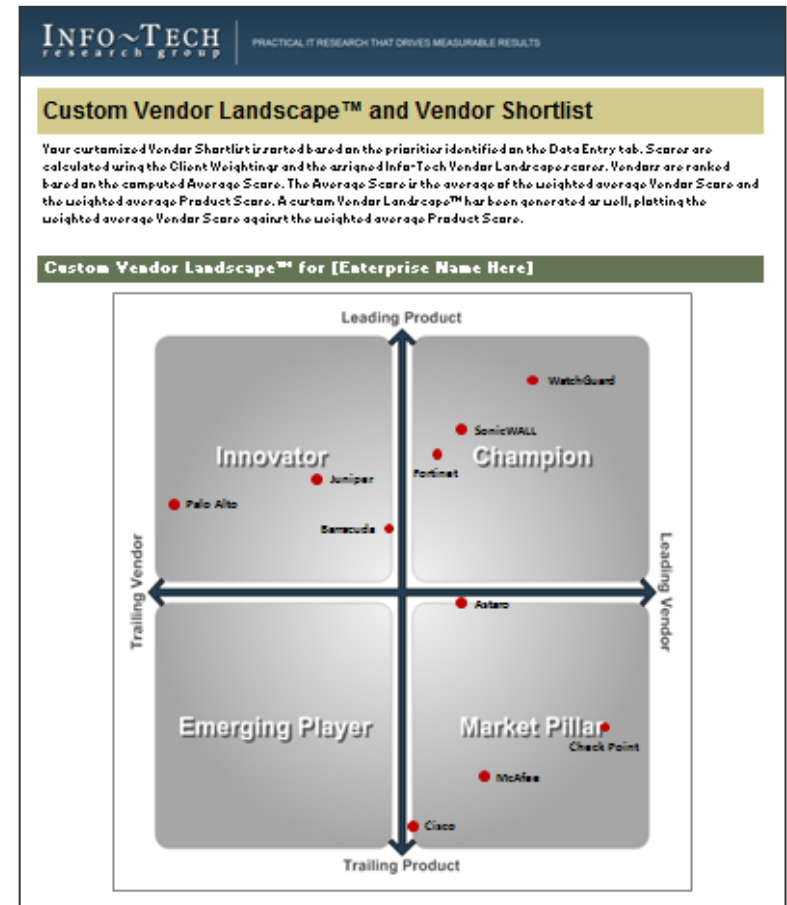 INFO~TECH
research group
PRACTICAL IT RESEARCH THAT DRIVES MEASURABLE RESULTS
Custom Vendor Landscape™ and Vendor Shortlist
Your customized Vendor Shortlist is sorted based on the priorities identified on the Data Entry tab. Scores are
calculated using the Client Weightings and the assigned Info-Tech Vendor Landscape scores. Vendors are ranked
based on the computed Average Score. The Average Score is the average of the weighted average Vendor Score and
the weighted average Product Score. A custom Vendor Landscape™ has been generated as well, plotting the
weighted average Vendor Score against the weighted average Product Score.
Custom Vendor Landscape™ for [Enterprise Name Here]
Leading Product
WatchGuard
SonicWALL
Innovator
Champion
Fortinet
Juniper
Palo Alto
Barracuda
Trailing Vendor
Leading Vendor
Astaro
Emerging Player
Market Pillar
Check Point
McAfee
Cisco
Trailing Product